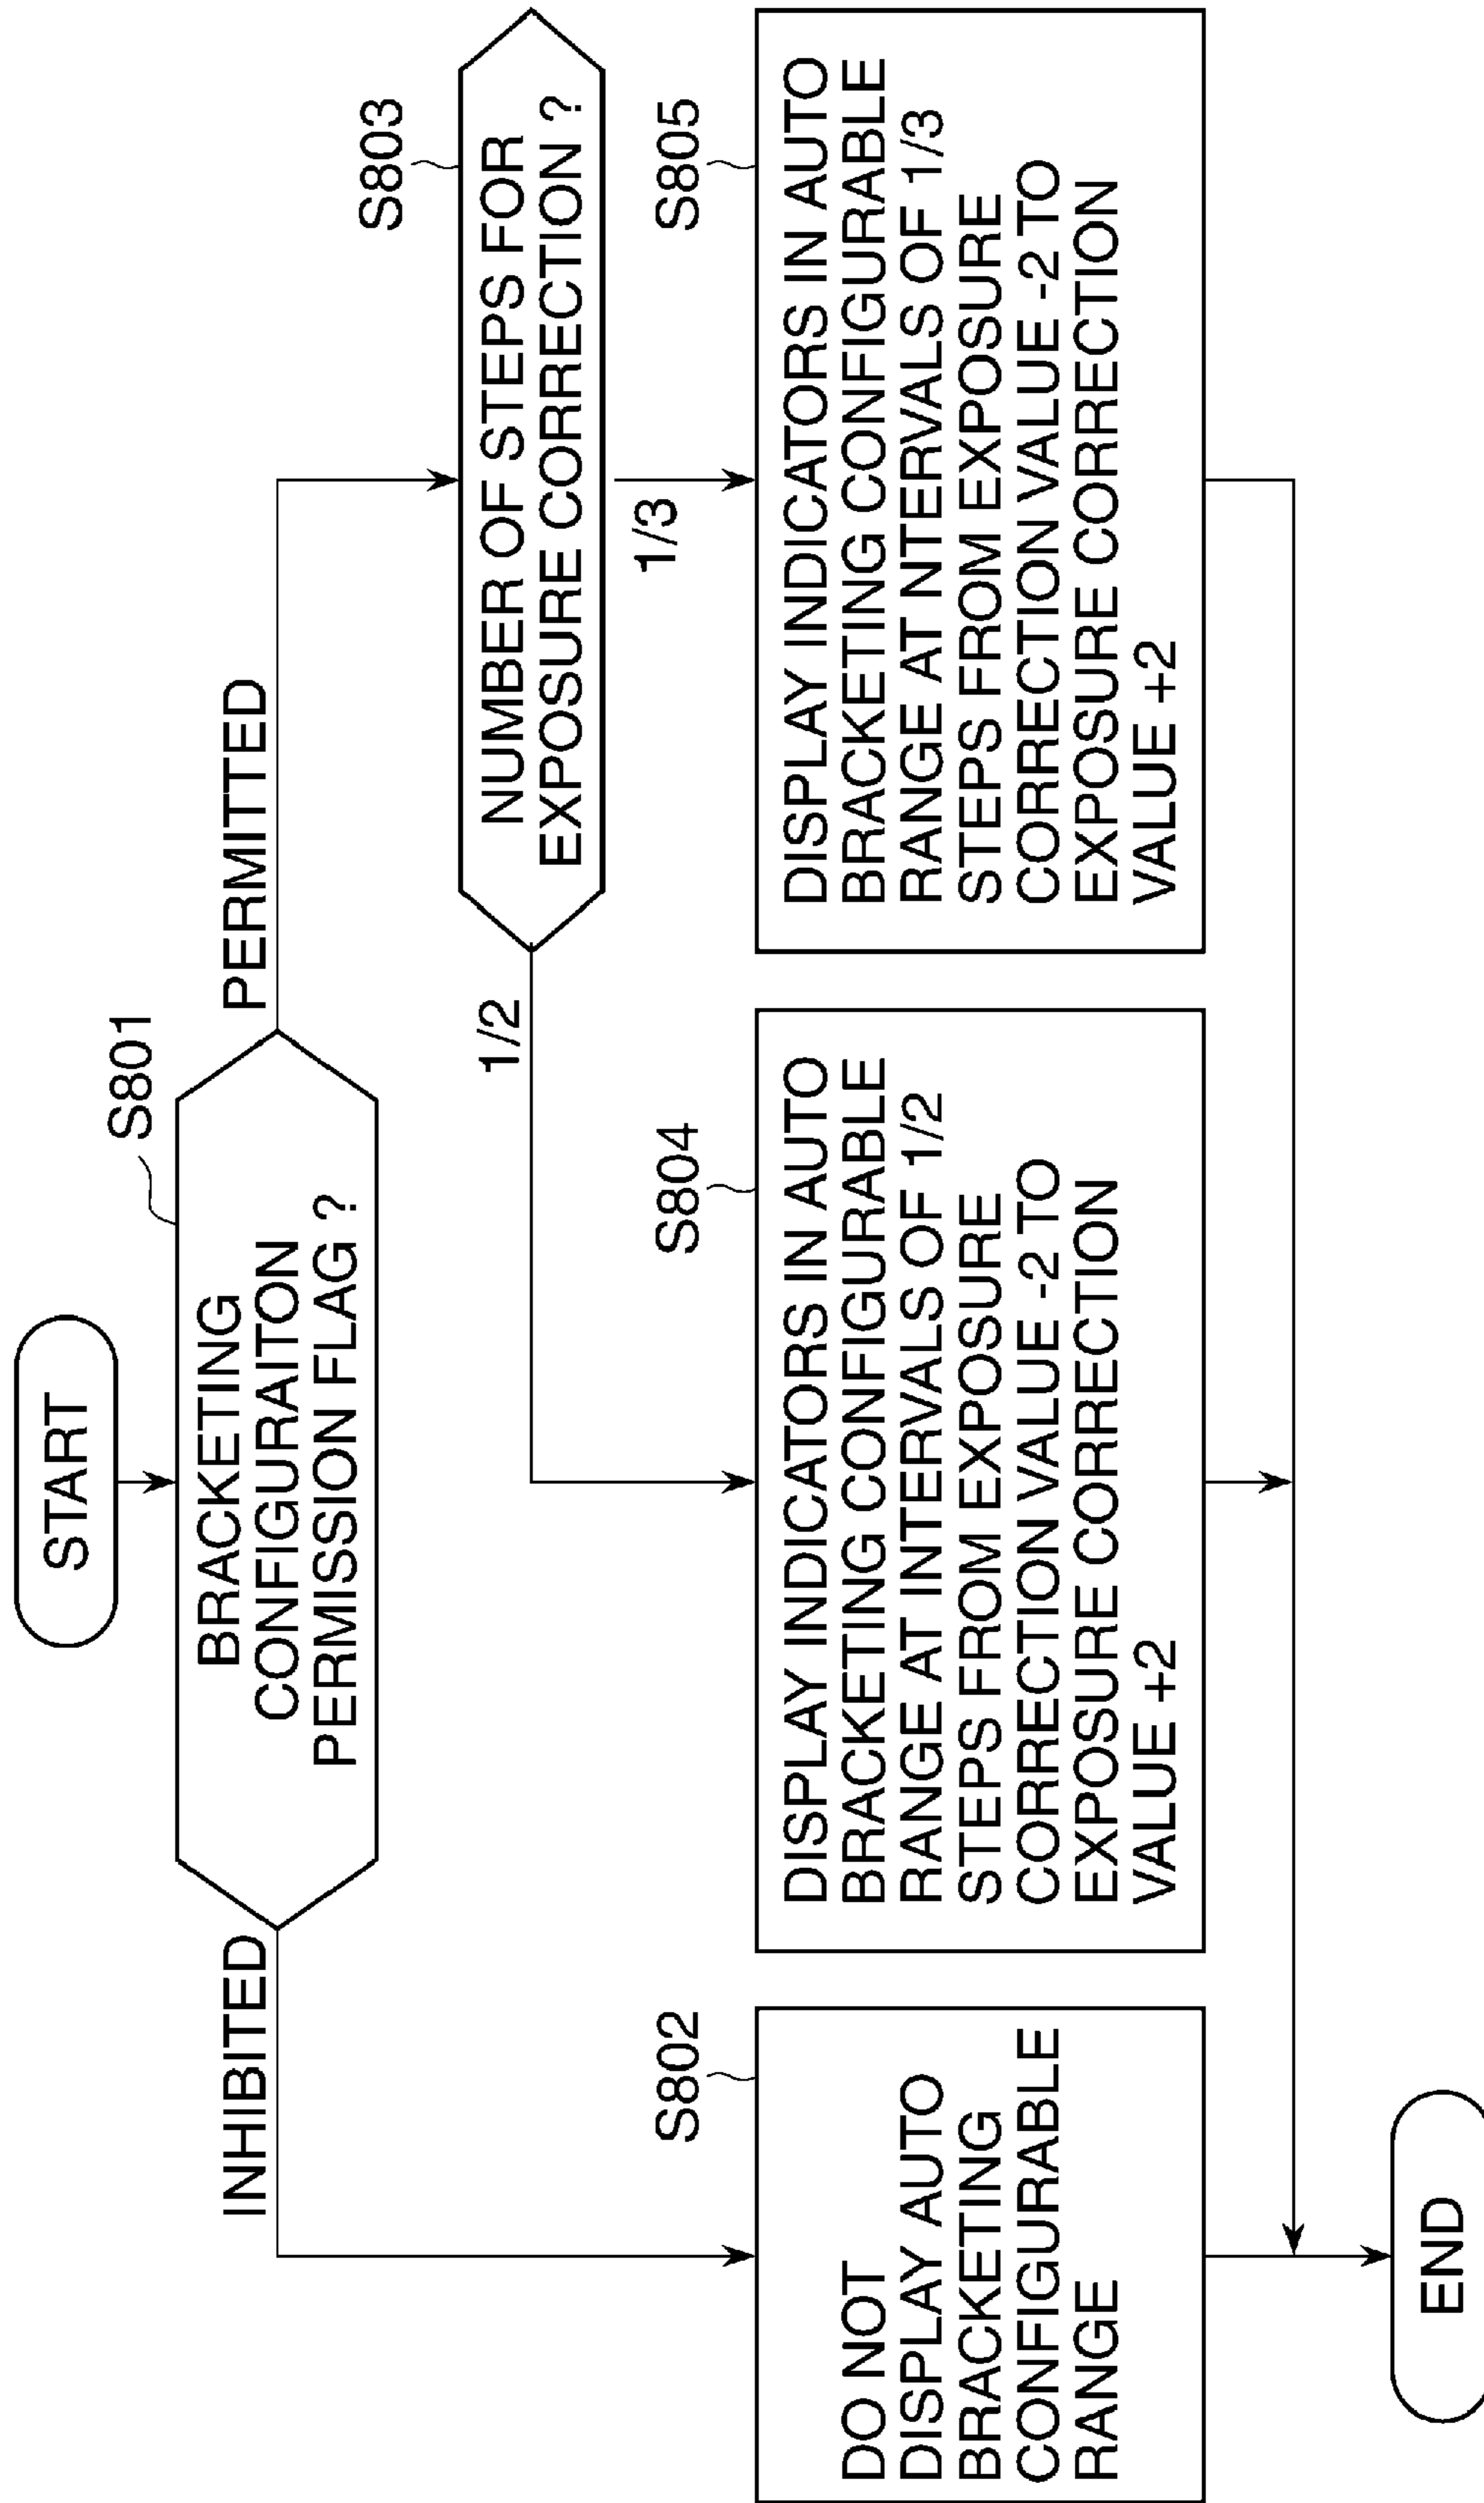 START
S801
BRACKETING
CONFIGURAITON
PERMISSION FLAG ?
INHIBITED
PERMITTED
S803
NUMBER OF STEPS FOR
EXPOSURE CORRECTION ?
1/2
1/3
S802
DO NOT
DISPLAY AUTO
BRACKETING
CONFIGURABLE
RANGE
S804
DISPLAY INDICATORS IN AUTO
BRACKETING CONFIGURABLE
RANGE AT INTERVALS OF 1/2
STEPS FROM EXPOSURE
CORRECTION VALUE -2 TO
EXPOSURE CORRECTION
VALUE +2
S805
DISPLAY INDICATORS IN AUTO
BRACKETING CONFIGURABLE
RANGE AT INTERVALS OF 1/3
STEPS FROM EXPOSURE
CORRECTION VALUE -2 TO
EXPOSURE CORRECTION
VALUE +2
END